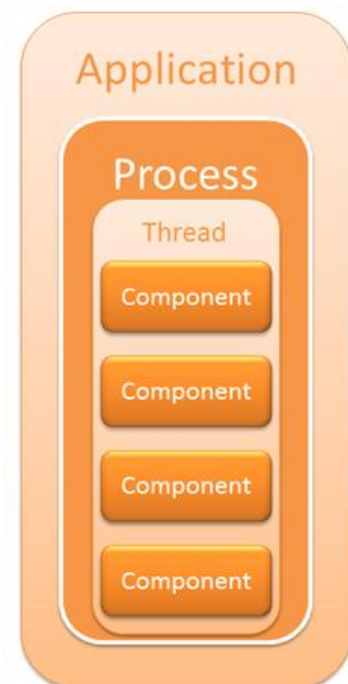 Application
Process
Thread
Component
Component
Component
Component